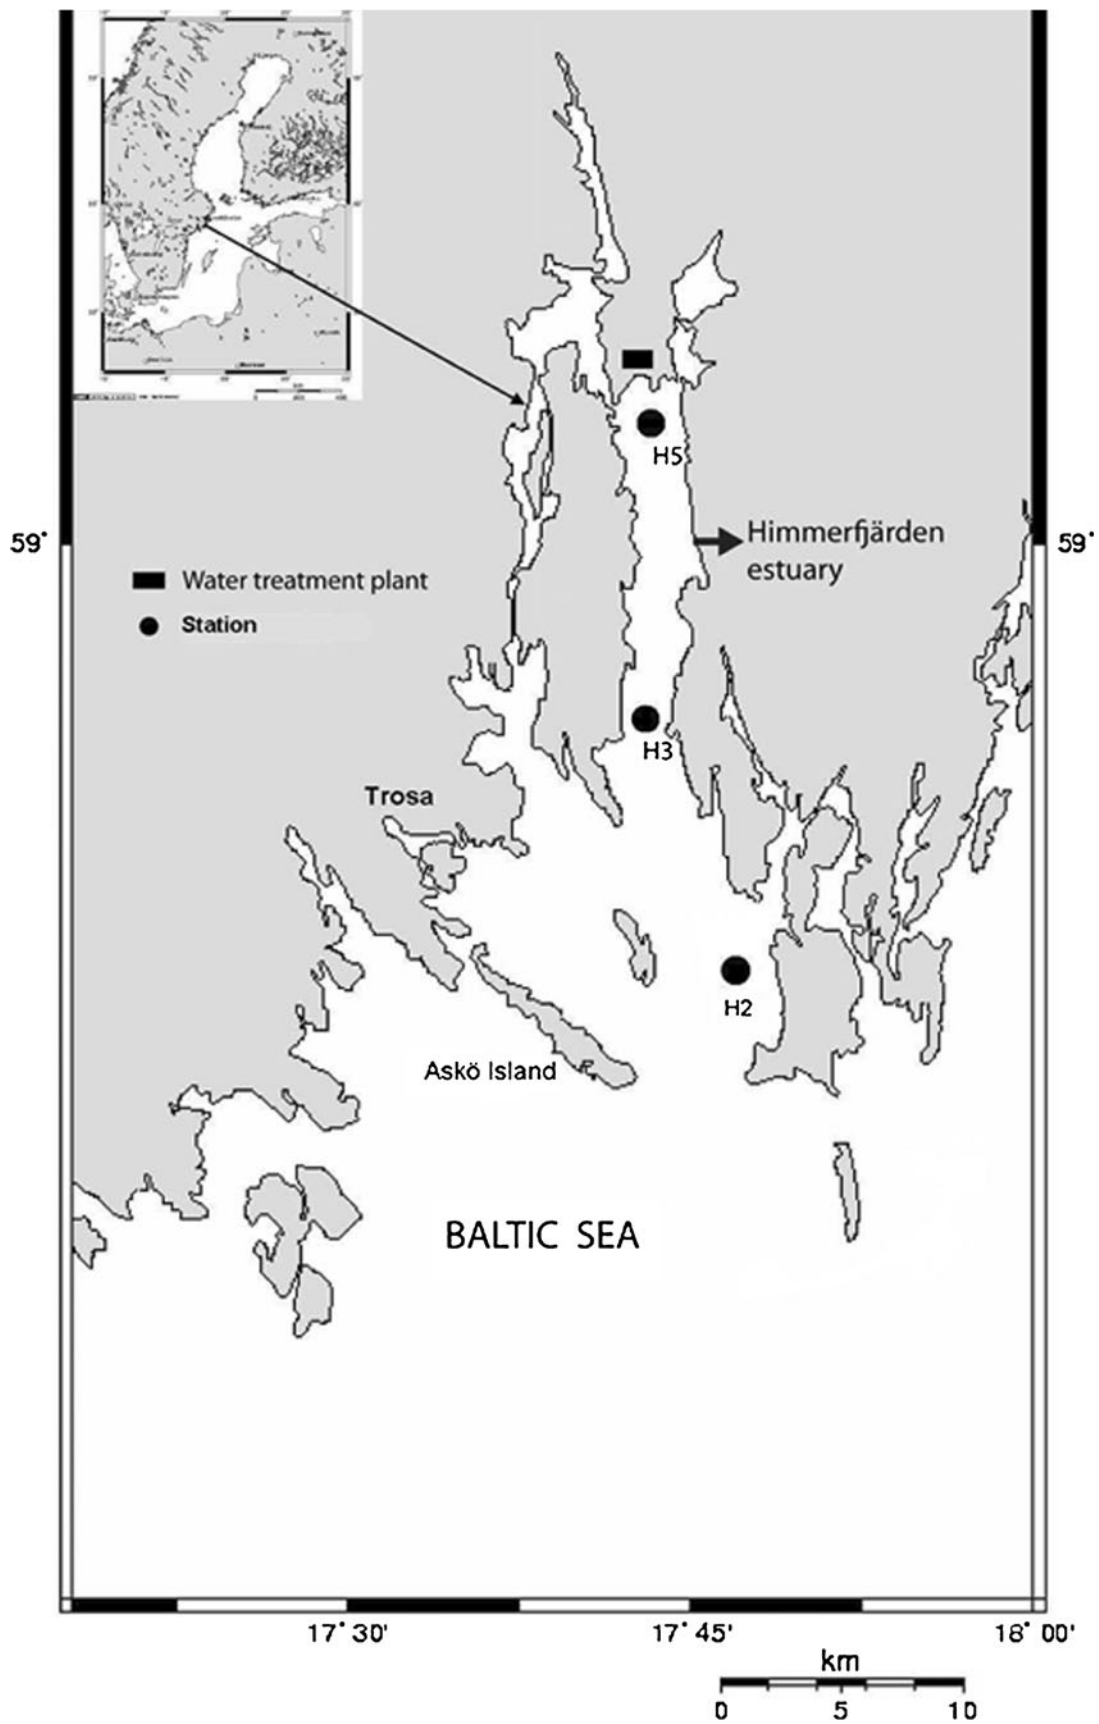 H5
59°
59°
Himmerfjärden
estuary
Water treatment plant
Station
H3
Trosa
H2
Askö Island
BALTIC SEA
17° 30'
17° 45'
18° 00'
km
0
5
10